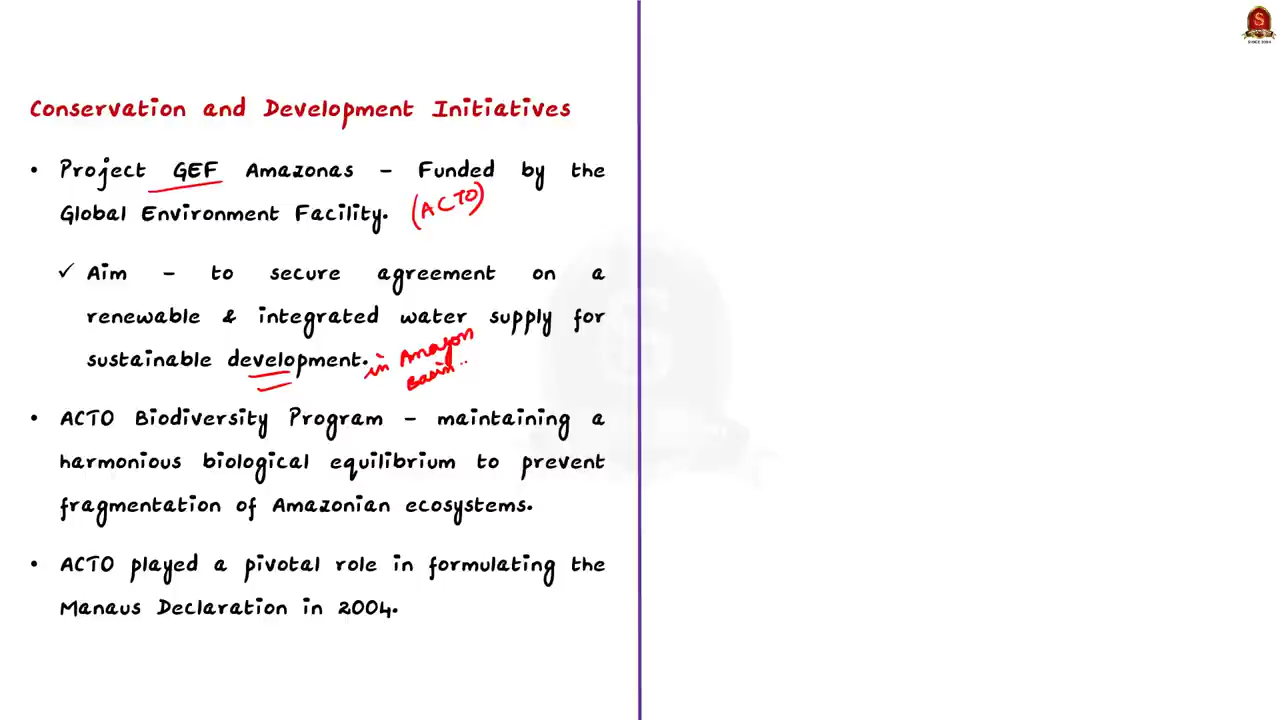 S
SINCE 2004
Conservation and Development Initiatives
• Project GEF Amazonas – Funded by the
Global Environment Facility. (ACTO)
✓ Aim – to secure agreement on a
renewable & integrated water supply for
sustainable development. in Amazon
Basin..
• ACTO Biodiversity Program – maintaining a
harmonious biological equilibrium to prevent
fragmentation of Amazonian ecosystems.
• ACTO played a pivotal role in formulating the
Manaus Declaration in 2004.